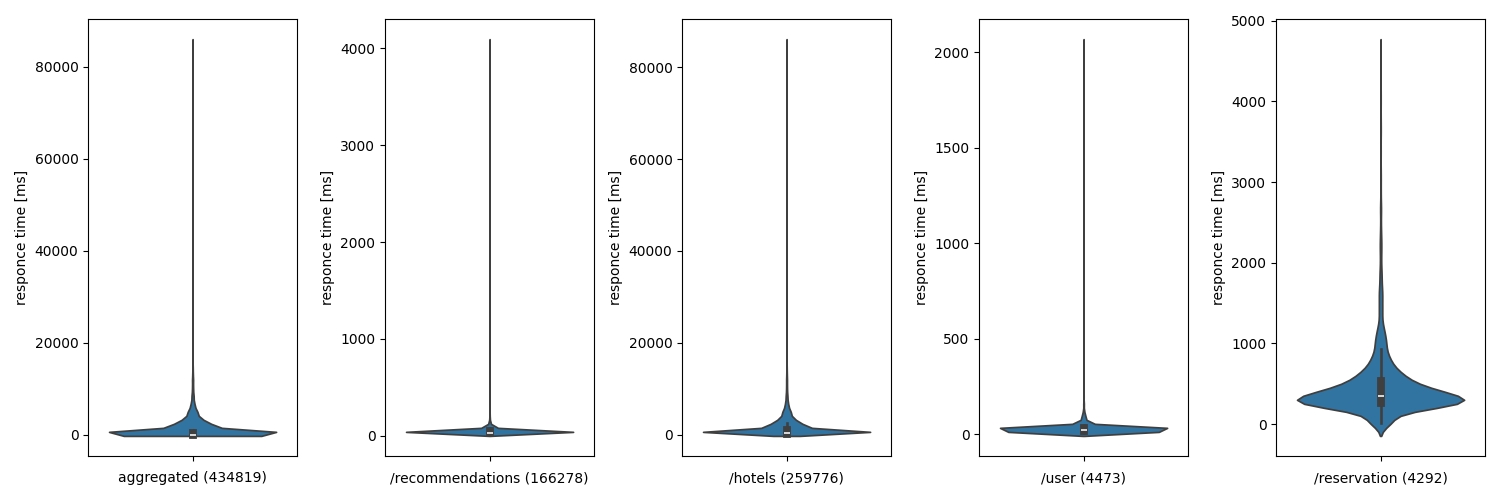 responce time [ms]
80000
60000
40000
20000
0
aggregated (434819)
responce time [ms]
4000
3000
2000
1000
0
/recommendations (166278)
responce time [ms]
80000
60000
40000
20000
0
/hotels (259776)
responce time [ms]
2000
1500
1000
500
0
/user (4473)
responce time [ms]
5000
4000
3000
2000
1000
0
/reservation (4292)